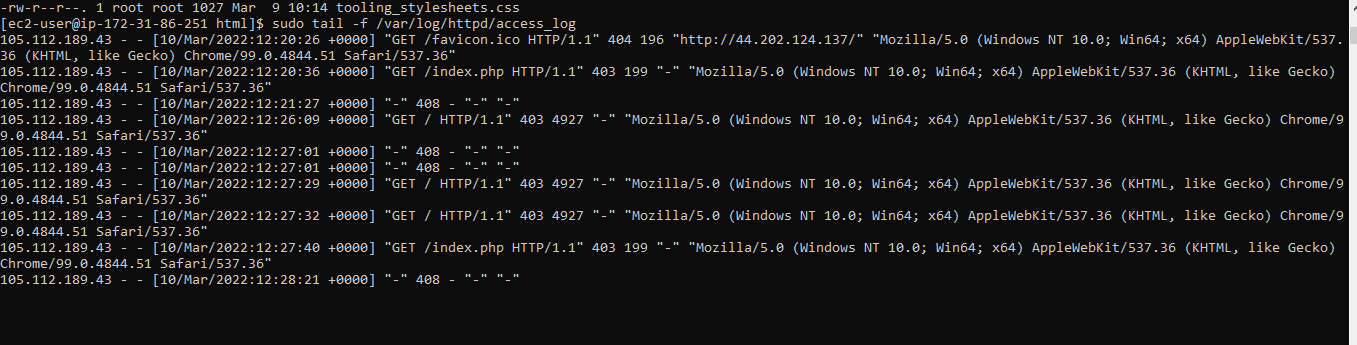 -rw-r--r--. 1 root root 1027 Mar  9 10:14 tooling_stylesheets.css
[ec2-user@ip-172-31-86-251 html]$ sudo tail -f /var/log/httpd/access_log
105.112.189.43 - - [10/Mar/2022:12:20:26 +0000] "GET /favicon.ico HTTP/1.1" 404 196 "http://44.202.124.137/" "Mozilla/5.0 (Windows NT 10.0; Win64; x64) AppleWebKit/537.
36 (KHTML, like Gecko) Chrome/99.0.4844.51 Safari/537.36"
105.112.189.43 - - [10/Mar/2022:12:20:36 +0000] "GET /index.php HTTP/1.1" 403 199 "-" "Mozilla/5.0 (Windows NT 10.0; Win64; x64) AppleWebKit/537.36 (KHTML, like Gecko)
Chrome/99.0.4844.51 Safari/537.36"
105.112.189.43 - - [10/Mar/2022:12:21:27 +0000] "-" 408 - "-" "-"
105.112.189.43 - - [10/Mar/2022:12:26:09 +0000] "GET / HTTP/1.1" 403 4927 "-" "Mozilla/5.0 (Windows NT 10.0; Win64; x64) AppleWebKit/537.36 (KHTML, like Gecko) Chrome/9
9.0.4844.51 Safari/537.36"
105.112.189.43 - - [10/Mar/2022:12:27:01 +0000] "-" 408 - "-" "-"
105.112.189.43 - - [10/Mar/2022:12:27:01 +0000] "-" 408 - "-" "-"
105.112.189.43 - - [10/Mar/2022:12:27:29 +0000] "GET / HTTP/1.1" 403 4927 "-" "Mozilla/5.0 (Windows NT 10.0; Win64; x64) AppleWebKit/537.36 (KHTML, like Gecko) Chrome/9
9.0.4844.51 Safari/537.36"
105.112.189.43 - - [10/Mar/2022:12:27:32 +0000] "GET / HTTP/1.1" 403 4927 "-" "Mozilla/5.0 (Windows NT 10.0; Win64; x64) AppleWebKit/537.36 (KHTML, like Gecko) Chrome/9
9.0.4844.51 Safari/537.36"
105.112.189.43 - - [10/Mar/2022:12:27:40 +0000] "GET /index.php HTTP/1.1" 403 199 "-" "Mozilla/5.0 (Windows NT 10.0; Win64; x64) AppleWebKit/537.36 (KHTML, like Gecko)
Chrome/99.0.4844.51 Safari/537.36"
105.112.189.43 - - [10/Mar/2022:12:28:21 +0000] "-" 408 - "-" "-"